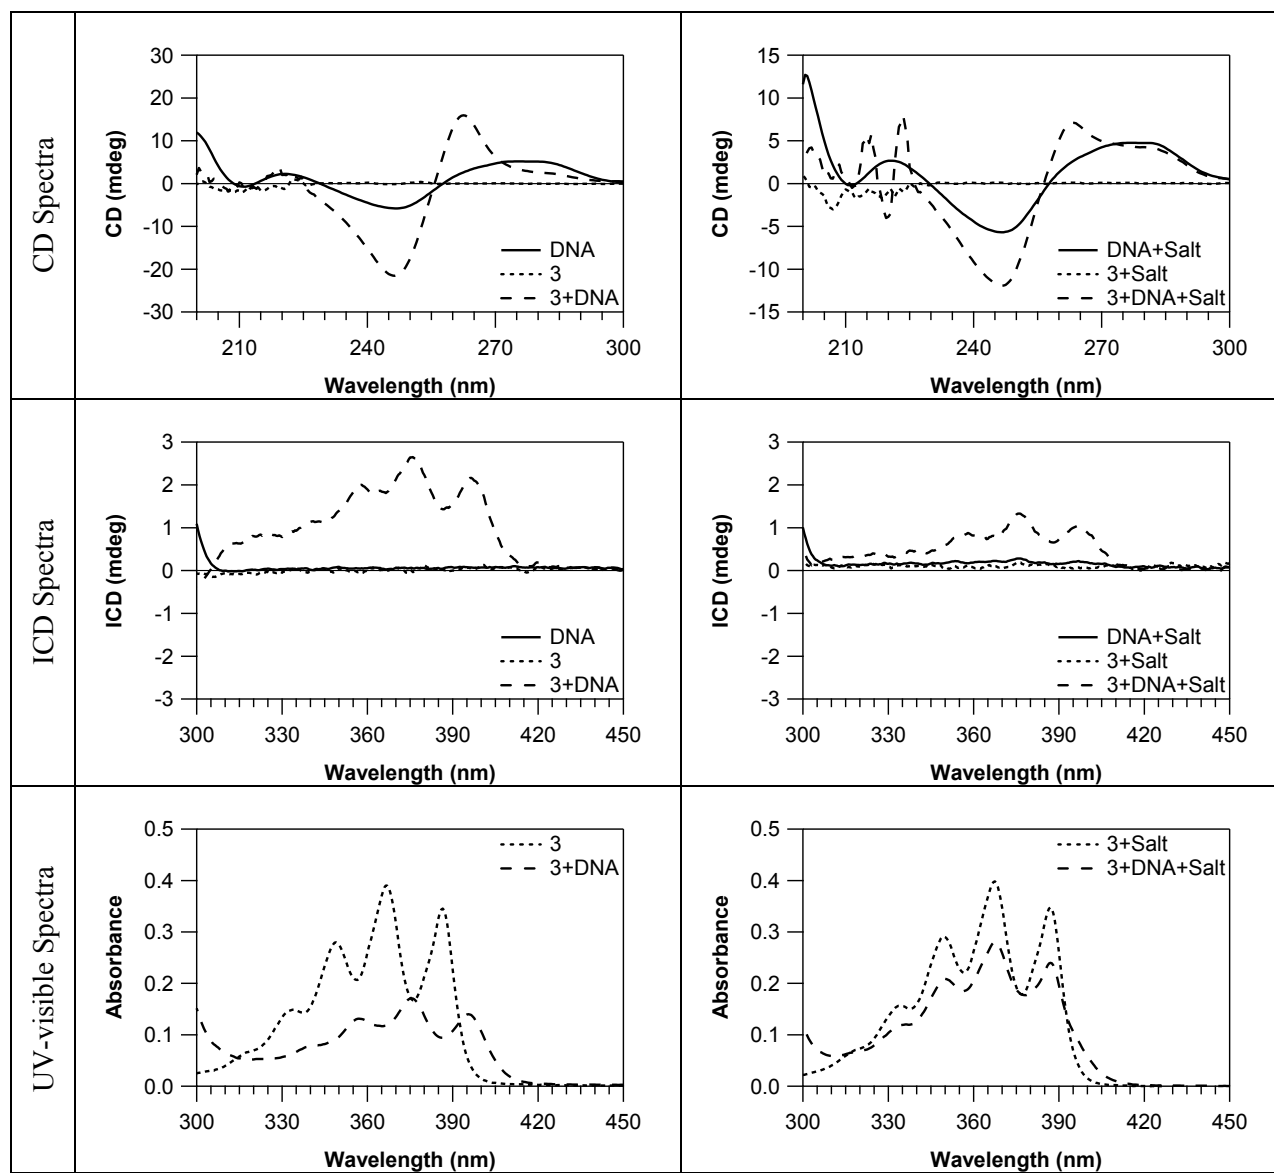 CD Spectra
30
20
10
0
-10
-20
-30
CD (mdeg)
DNA
3
3+DNA
210 240 270 300
Wavelength (nm)
15
10
5
0
-5
-10
-15
CD (mdeg)
DNA+Salt
3+Salt
3+DNA+Salt
210 240 270 300
Wavelength (nm)
ICD Spectra
3
2
1
0
-1
-2
-3
ICD (mdeg)
DNA
3
3+DNA
300 330 360 390 420 450
Wavelength (nm)
3
2
1
0
-1
-2
-3
ICD (mdeg)
DNA+Salt
3+Salt
3+DNA+Salt
300 330 360 390 420 450
Wavelength (nm)
UV-visible Spectra
0.5
0.4
0.3
0.2
0.1
0.0
Absorbance
3
3+DNA
300 330 360 390 420 450
Wavelength (nm)
0.5
0.4
0.3
0.2
0.1
0.0
Absorbance
3+Salt
3+DNA+Salt
300 330 360 390 420 450
Wavelength (nm)